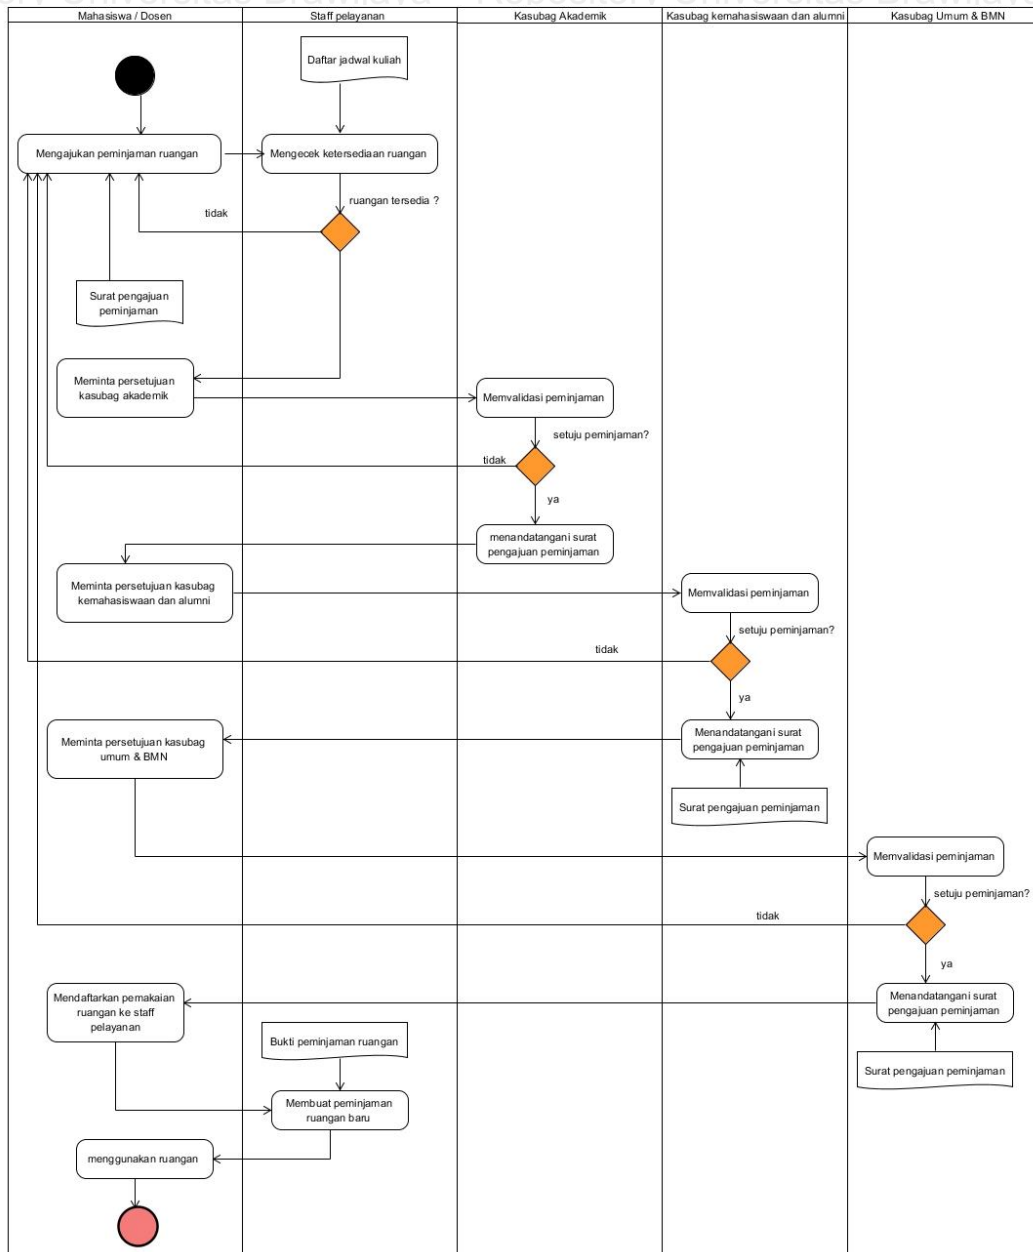 Repository Universitas Brawijaya
Mahasiswa / Dosen
Staff pelayanan
Kasubag Akademik
Kasubag kemahasiswaan dan alumni
Kasubag Umum & BMN
Daftar jadwal kuliah
Mengajukan peminjaman ruangan
Mengecek ketersediaan ruangan
ruangan tersedia ?
tidak
Surat pengajuan
peminjaman
Meminta persetujuan
kasubag akademik
Memvalidasi peminjaman
setuju peminjaman?
tidak
ya
menandatangani surat
pengajuan peminjaman
Meminta persetujuan kasubag
kemahasiswaan dan alumni
Memvalidasi peminjaman
setuju peminjaman?
tidak
ya
Meminta persetujuan kasubag
umum & BMN
Menandatangani surat
pengajuan peminjaman
Surat pengajuan peminjaman
Memvalidasi peminjaman
setuju peminjaman?
tidak
ya
Mendaftarkan pemakaian
ruangan ke staff
pelayanan
Menandatangani surat
pengajuan peminjaman
Bukti peminjaman ruangan
Surat pengajuan peminjaman
Membuat peminjaman
ruangan baru
menggunakan ruangan